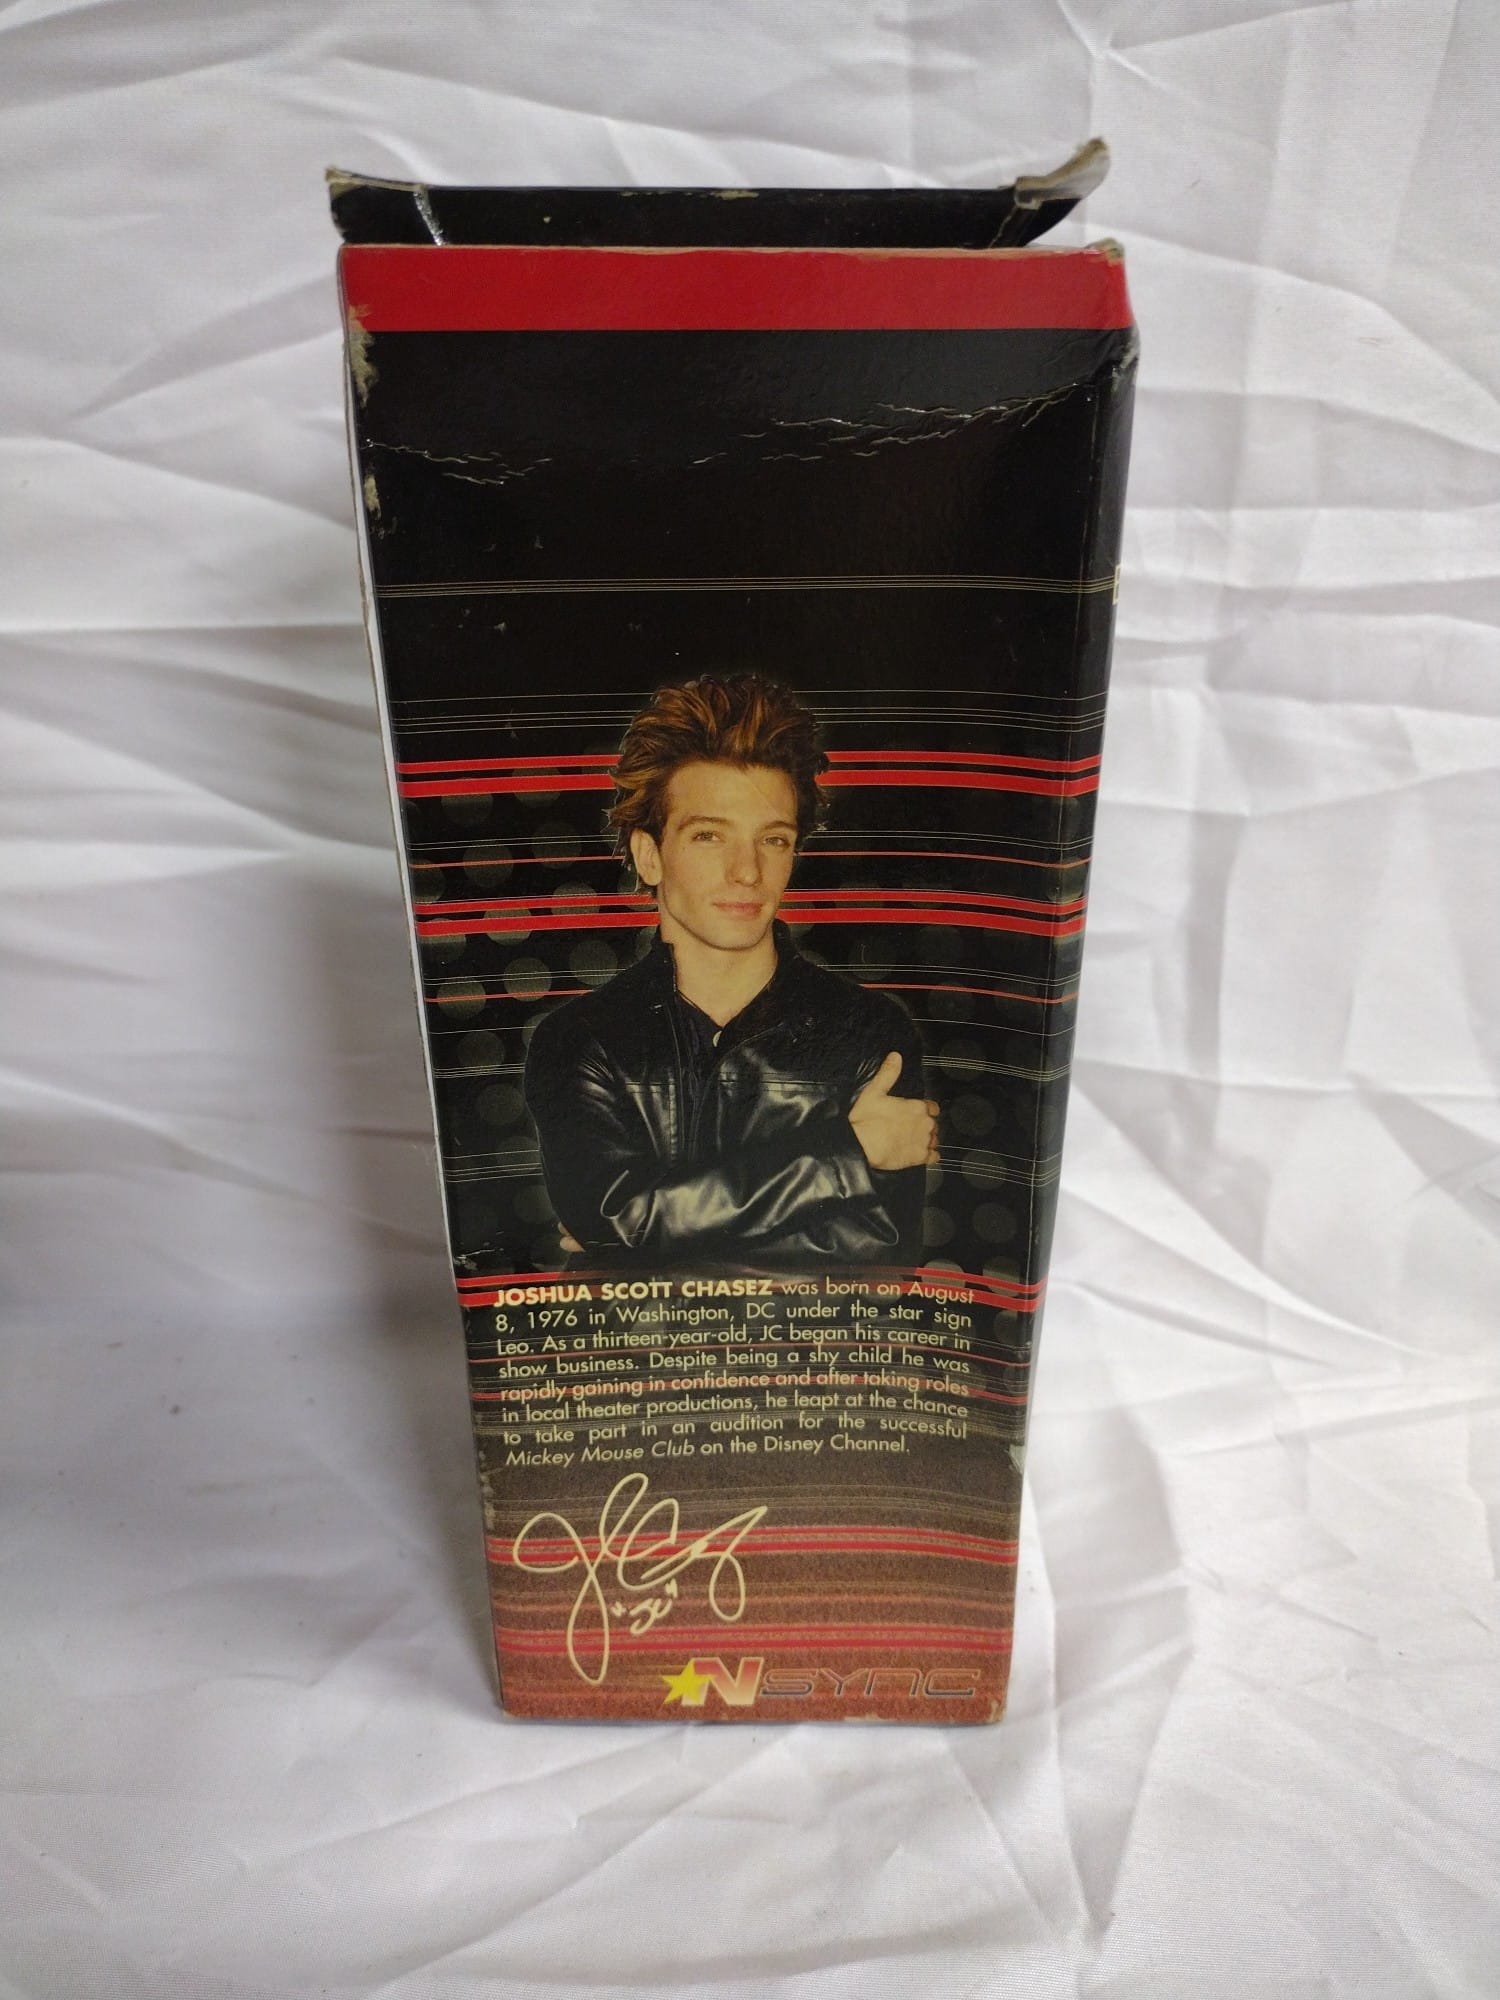 JOSHUA SCOTT CHASEZ was born on August
8, 1976 in Washington, DC under the star sign
Leo. As a thirteen-year-old, JC began his career in
show business. Despite being a shy child he was
rapidly gaining in confidence and after taking roles
in local theater productions, he leapt at the chance
to take part in an audition for the successful
Mickey Mouse Club on the Disney Channel.
"JC"
NSYNC